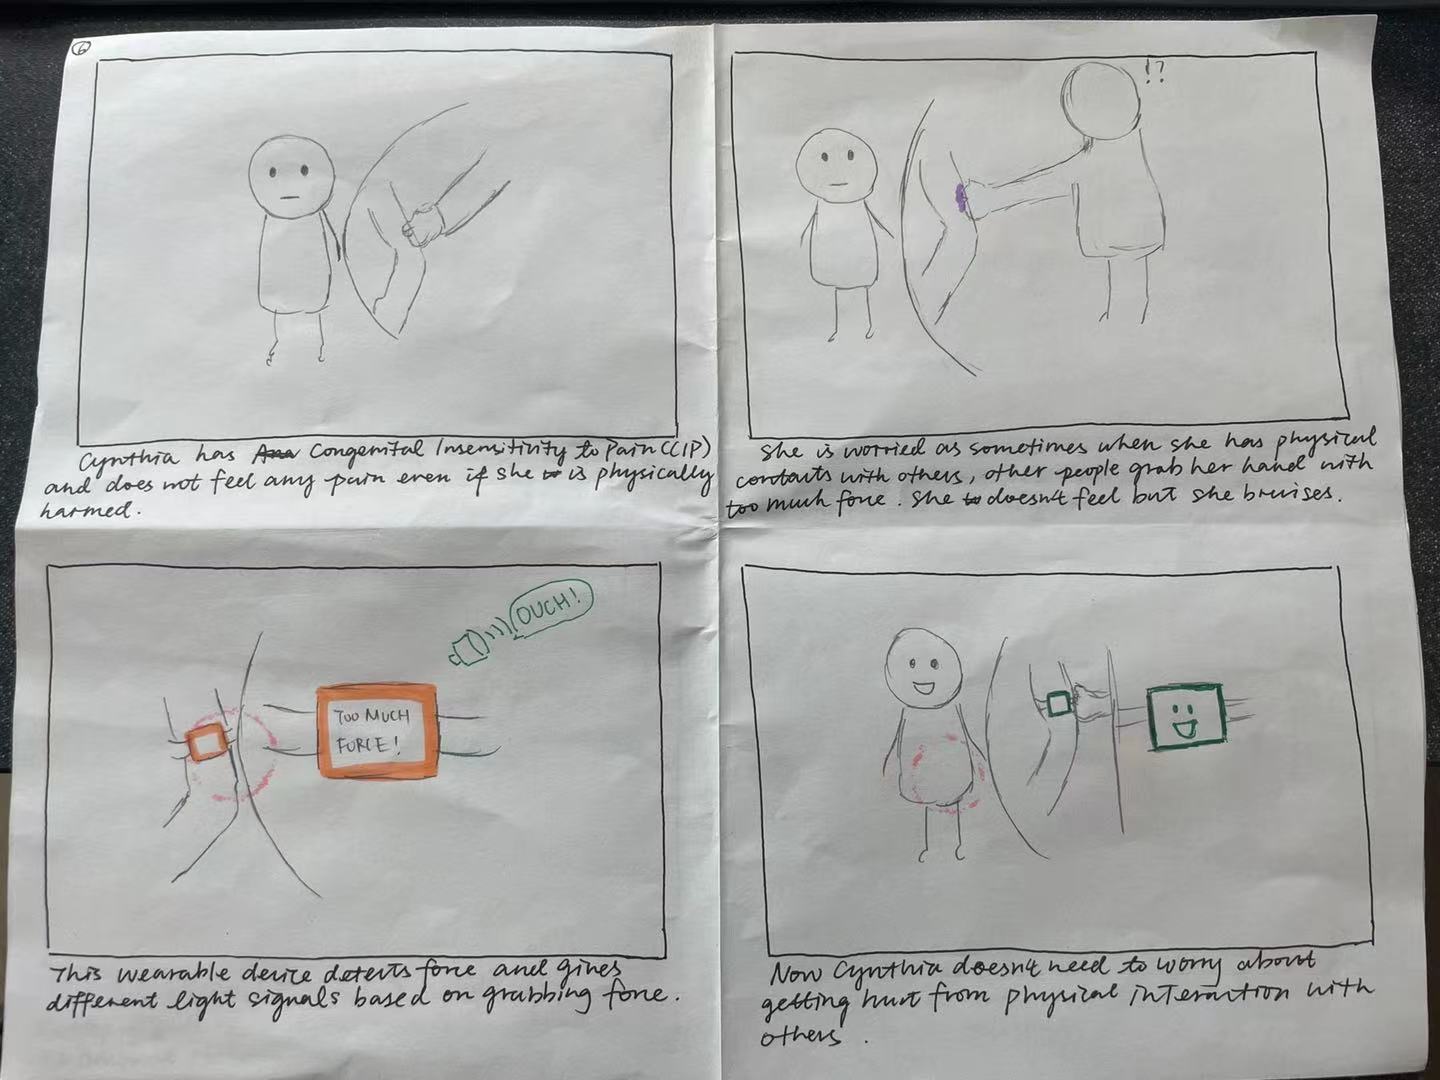 6
!?
Cynthia has Ana Congenital Insensitivity to Pain (CIP)
and does not feel any pain even if she is physically
harmed.
She is worried as sometimes when she has physical
contacts with others, other people grab her hand with
too much force. She doesn't feel but she bruises.
OUCH!
TOO MUCH
FORCE!
This wearable device detects force and gives
different light signals based on grabbing force.
Now Cynthia doesn't need to worry about
getting hurt from physical interaction with
others.